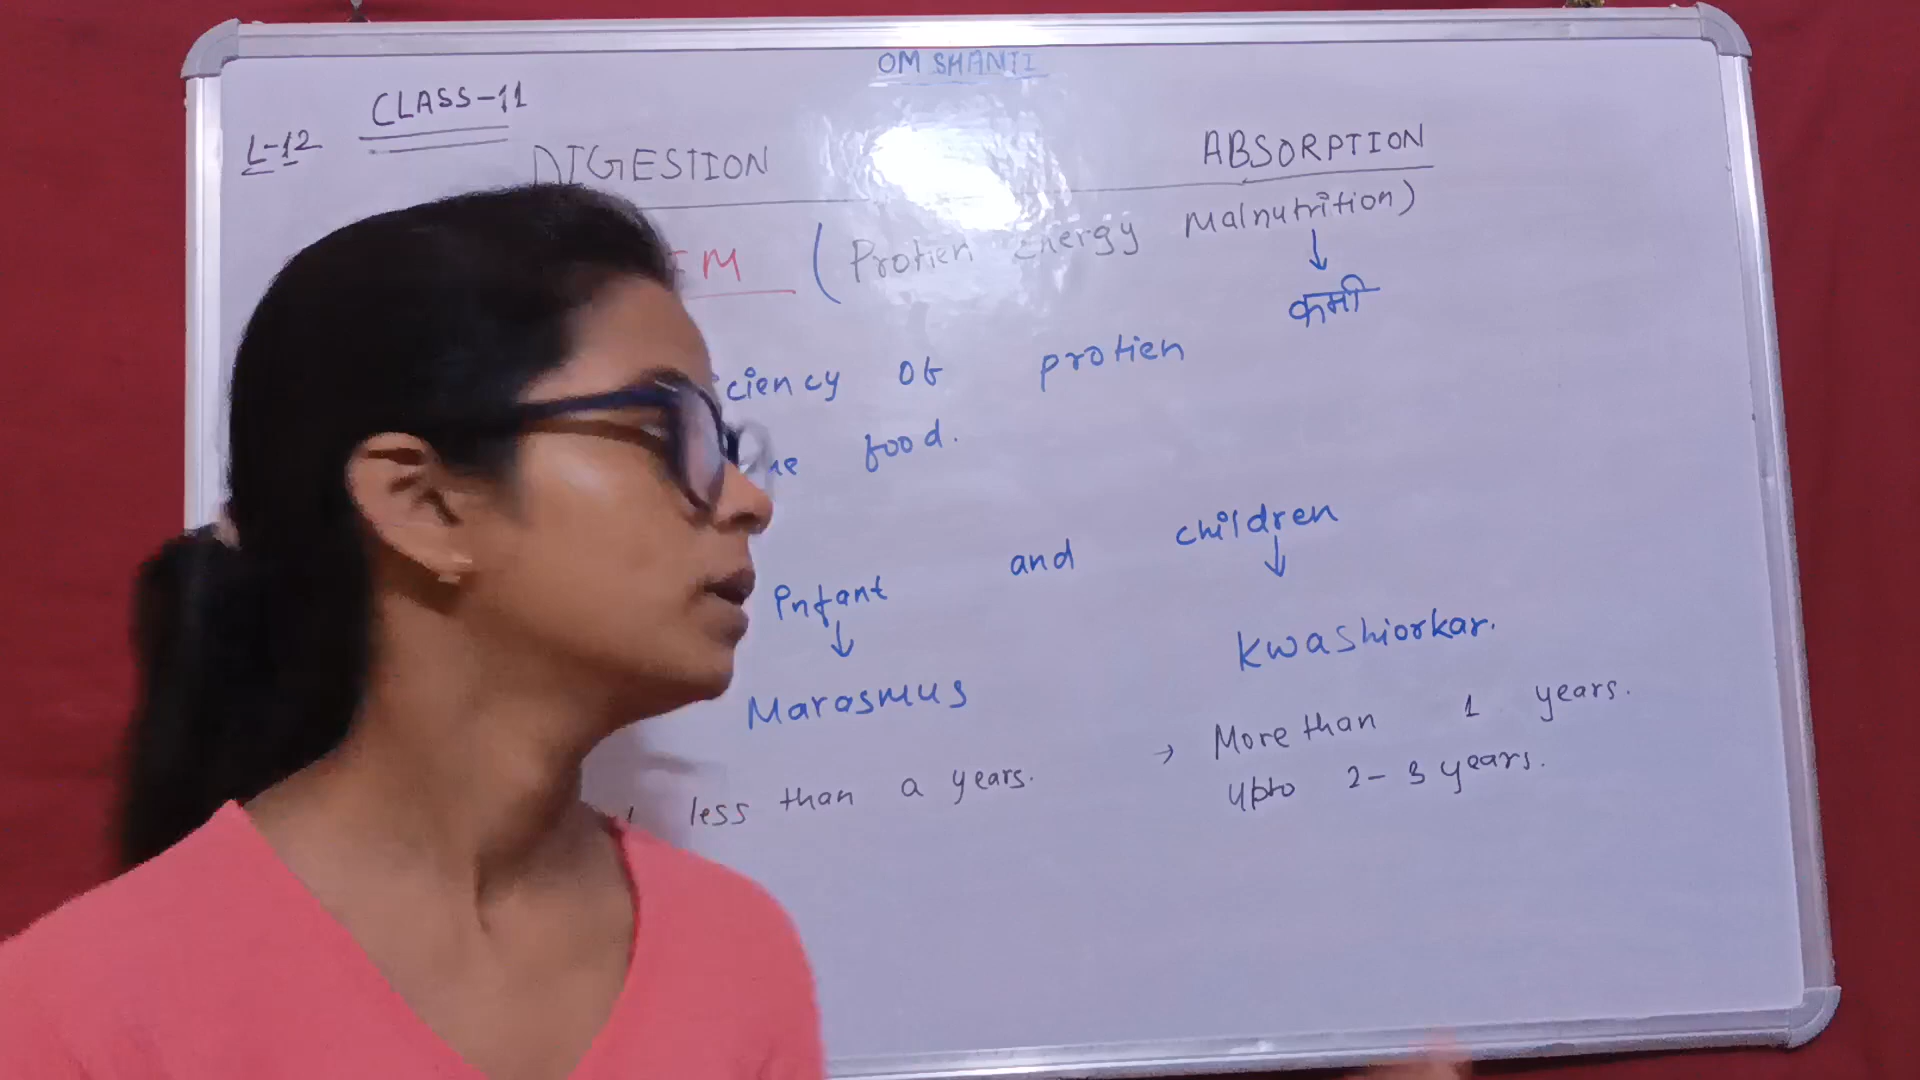 OM SHANTI
CLASS-11
L-12
DIGESTION ABSORPTION
EM (Protien Energy Malnutrition)
कमी
ciency of protien
food.
infant and children
Marasmus Kwashiorkar.
less than a years. → More than 1 years.
upto 2-3 years.